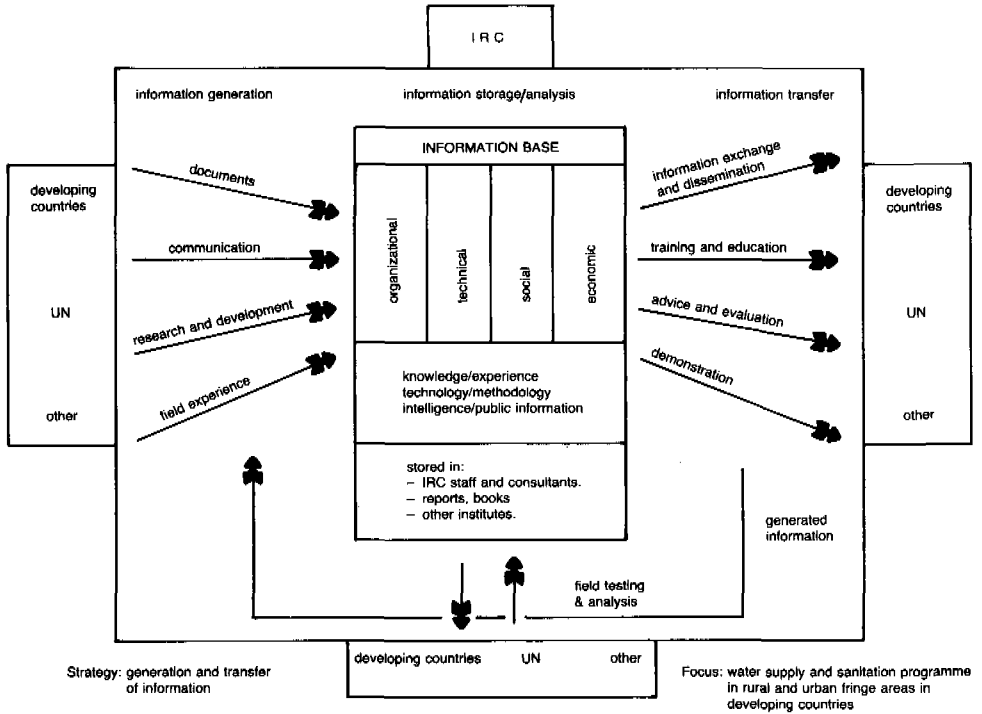 IRC
information generation
information storage/analysis
information transfer
INFORMATION BASE
developing
countries
UN
other
documents
communication
research and development
field experience
organizational
technical
social
economic
knowledge/experience
technology/methodology
intelligence/public information
stored in:
– IRC staff and consultants.
– reports, books
– other institutes.
information exchange
and dissemination
training and education
advice and evaluation
demonstration
developing
countries
UN
other
generated
information
field testing
& analysis
developing countries
UN
other
Strategy: generation and transfer
of information
Focus: water supply and sanitation programme
in rural and urban fringe areas in
developing countries